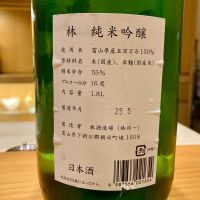 林 純米吟醸
使用米 富山県産五百万石100%
原材料名 米(国産)、米麹(国産米)
精米歩合 55%
アルコール分 16度
内容量 1.8L
製造年月 25.5
製造者 林酒造場(林洋一)
富山県下新川郡朝日町境1608
日本酒